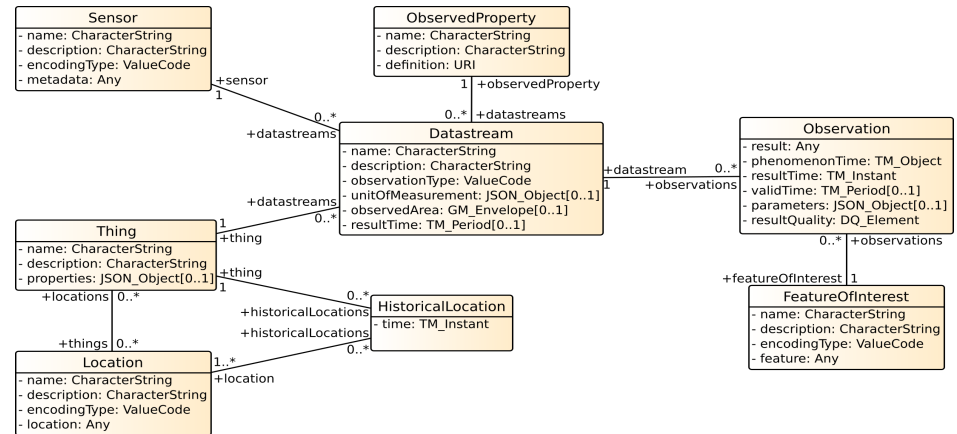 Sensor
- name: CharacterString
- description: CharacterString
- encodingType: ValueCode
- metadata: Any
+sensor
1
0..*
+datastreams
ObservedProperty
- name: CharacterString
- description: CharacterString
- definition: URI
1 +observedProperty
0..* +datastreams
Datastream
- name: CharacterString
- description: CharacterString
- observationType: ValueCode
- unitOfMeasurement: JSON_Object[0..1]
- observedArea: GM_Envelope[0..1]
- resultTime: TM_Period[0..1]
+datastream 0..*
1 +observations
Observation
- result: Any
- phenomenonTime: TM_Object
- resultTime: TM_Instant
- validTime: TM_Period[0..1]
- parameters: JSON_Object[0..1]
- resultQuality: DQ_Element
0..* +observations
+featureOfInterest 1
FeatureOfInterest
- name: CharacterString
- description: CharacterString
- encodingType: ValueCode
- feature: Any
+datastreams
0..*
1
+thing
Thing
- name: CharacterString
- description: CharacterString
- properties: JSON_Object[0..1]
+thing
1
0..*
+historicalLocations
HistoricalLocation
- time: TM_Instant
+historicalLocations
0..*
1..*
+location
+locations 0..*
+things 0..*
Location
- name: CharacterString
- description: CharacterString
- encodingType: ValueCode
- location: Any